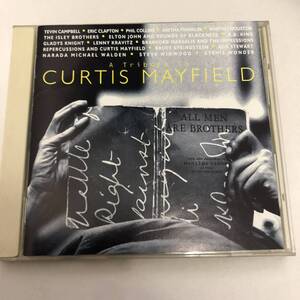 TEVIN CAMPBELL * ERIC CLAPTON * PHIL COLLINS * ARETHA FRANKLIN * WHITNEY HOUSTON
THE ISLEY BROTHERS * ELTON JOHN AND SOUNDS OF BLACKNESS * B.B. KING
GLADYS KNIGHT * LENNY KRAVITZ * BRANFORD MARSALIS AND THE IMPRESSIONS
REPERCUSSIONS AND CURTIS MAYFIELD * BRUCE SPRINGSTEEN * ROD STEWART
NARADA MICHAEL WALDEN * STEVE WINWOOD * STEVIE WONDER
A Tribute
CURTIS MAYFIELD
ALL MEN
ARE BROTHERS
Right